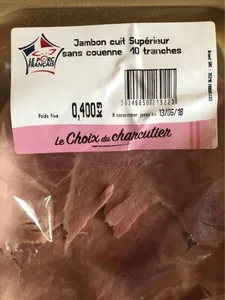 LE PORC
FRANÇAIS
Jambon cuit Supérieur
sans couenne 10 tranches
Poids fixe
0,400KG
A consommer jusqu'au
13/06/18
Le Choix du charcutier